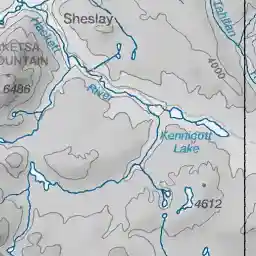 Sheslay
Hackett
River
Tahltan
KETSA
OUNTAIN
6486
4000
Kennicott
Lake
4612